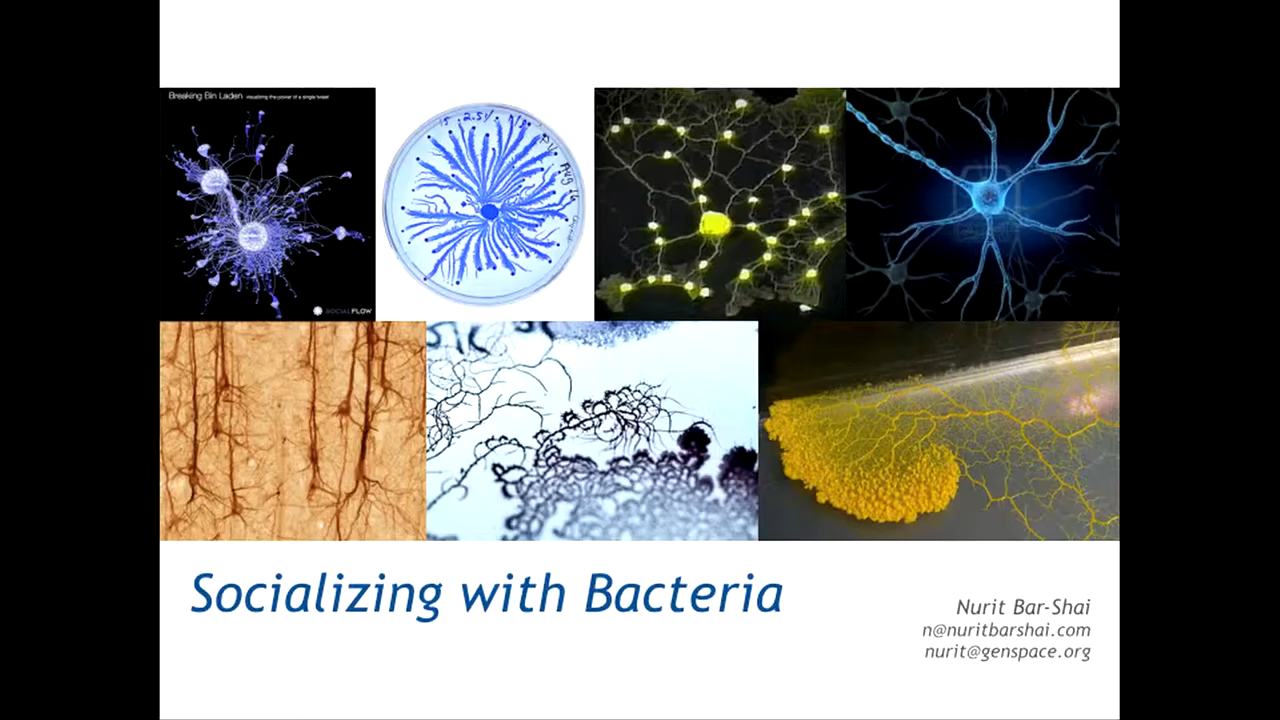 Breaking Bin Laden visualizing the power of a single tweet
SOCIALFLOW
Socializing with Bacteria
Nurit Bar-Shai
n@nuritbarshai.com
nurit@genspace.org